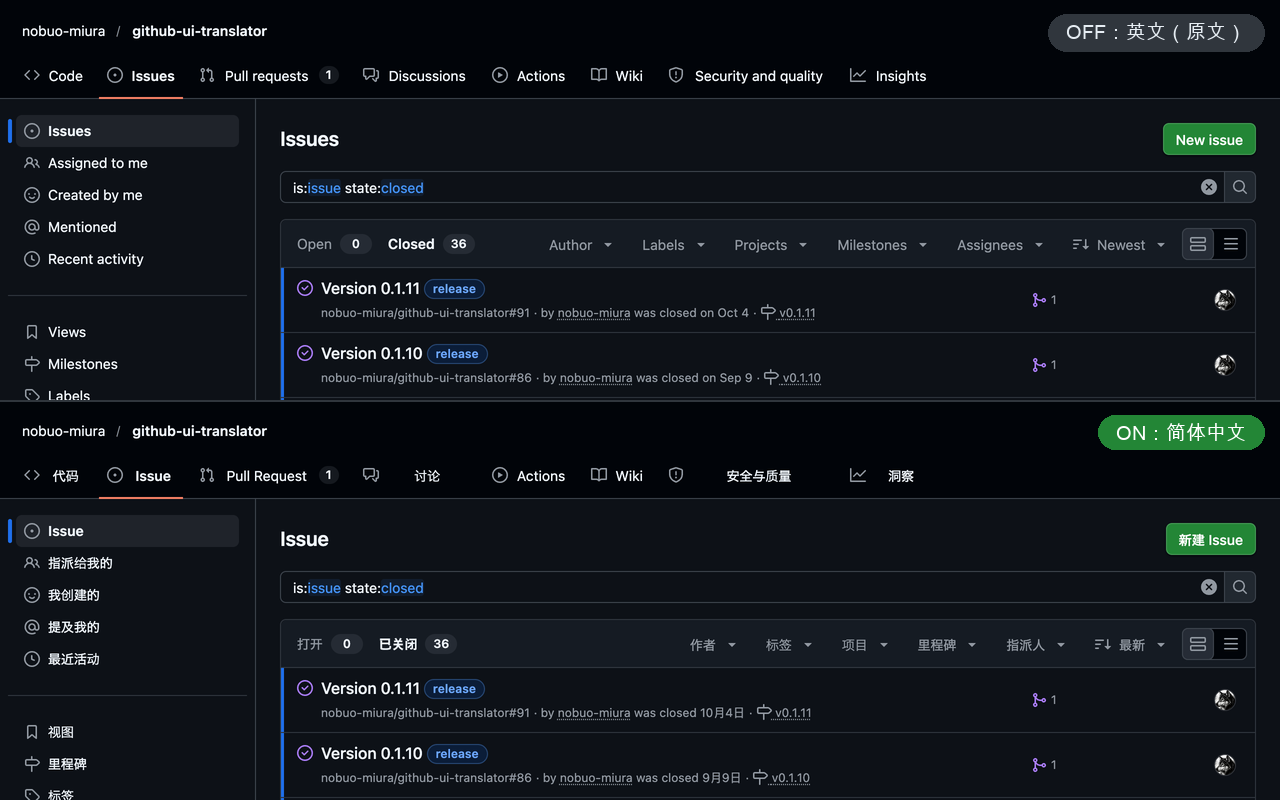 nobuo-miura / github-ui-translator
OFF：英文（原文）
Code Issues Pull requests 1 Discussions Actions Wiki Security and quality Insights
Issues
Assigned to me
Created by me
Mentioned
Recent activity
Views
Milestones
Labels
Issues
New issue
is:issue state:closed
Open 0 Closed 36 Author Labels Projects Milestones Assignees Newest
Version 0.1.11 release
nobuo-miura/github-ui-translator#91 · by nobuo-miura was closed on Oct 4 · v0.1.11
1
Version 0.1.10 release
nobuo-miura/github-ui-translator#86 · by nobuo-miura was closed on Sep 9 · v0.1.10
1
nobuo-miura / github-ui-translator
ON：简体中文
代码 Issue Pull Request 1 讨论 Actions Wiki 安全与质量 洞察
Issue
指派给我的
我创建的
提及我的
最近活动
视图
里程碑
标签
Issue
新建 Issue
is:issue state:closed
打开 0 已关闭 36 作者 标签 项目 里程碑 指派人 最新
Version 0.1.11 release
nobuo-miura/github-ui-translator#91 · by nobuo-miura was closed 10月4日 · v0.1.11
1
Version 0.1.10 release
nobuo-miura/github-ui-translator#86 · by nobuo-miura was closed 9月9日 · v0.1.10
1